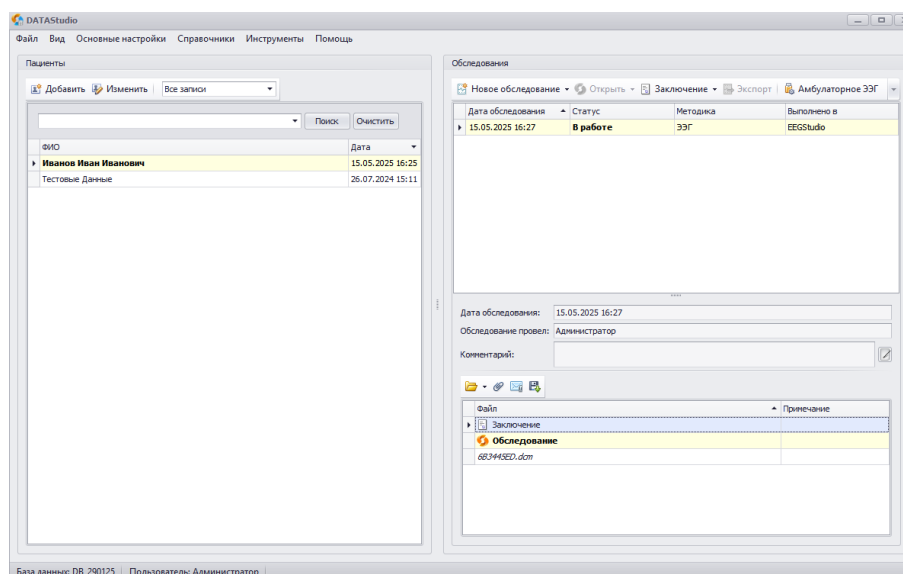 DATAStudio
Файл Вид Основные настройки Справочники Инструменты Помощь
Пациенты
Добавить Изменить Все записи
Поиск Очистить
ФИО Дата
Иванов Иван Иванович 15.05.2025 16:25
Тестовые Данные 26.07.2024 15:11
Обследования
Новое обследование Открыть Заключение Экспорт Амбулаторное ЭЭГ
Дата обследования Статус Методика Выполнено в
15.05.2025 16:27 В работе ЭЭГ EEGStudio
Дата обследования: 15.05.2025 16:27
Обследование провел: Администратор
Комментарий:
Файл Примечание
Заключение
Обследование
6B3445ED.dcm
База данных: DB_290125 Пользователь: Администратор